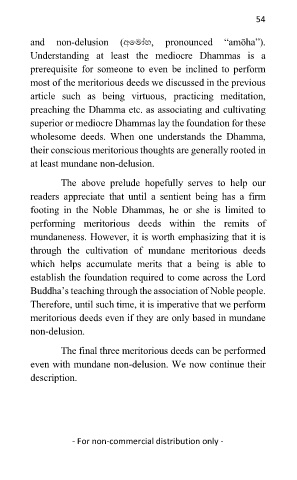 54
and non-delusion (අමෝහ, pronounced “amōha”).
Understanding at least the mediocre Dhammas is a
prerequisite for someone to even be inclined to perform
most of the meritorious deeds we discussed in the previous
article such as being virtuous, practicing meditation,
preaching the Dhamma etc. as associating and cultivating
superior or mediocre Dhammas lay the foundation for these
wholesome deeds. When one understands the Dhamma,
their conscious meritorious thoughts are generally rooted in
at least mundane non-delusion.
The above prelude hopefully serves to help our
readers appreciate that until a sentient being has a firm
footing in the Noble Dhammas, he or she is limited to
performing meritorious deeds within the remits of
mundaneness. However, it is worth emphasizing that it is
through the cultivation of mundane meritorious deeds
which helps accumulate merits that a being is able to
establish the foundation required to come across the Lord
Buddha’s teaching through the association of Noble people.
Therefore, until such time, it is imperative that we perform
meritorious deeds even if they are only based in mundane
non-delusion.
The final three meritorious deeds can be performed
even with mundane non-delusion. We now continue their
description.
- For non-commercial distribution only -